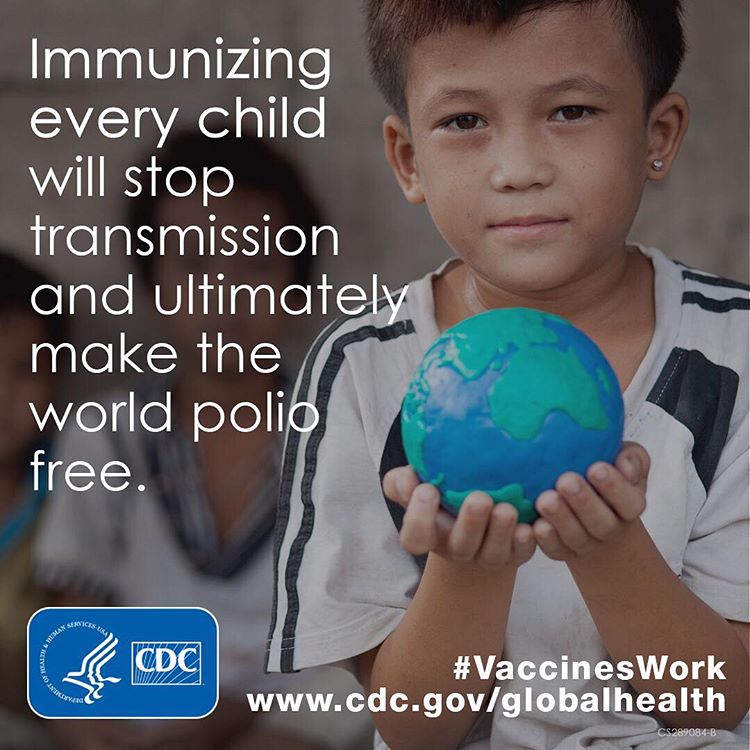 Immunizing
every child
will stop
transmission
and ultimately
make the
world polio
free.
DEPARTMENT OF HEALTH & HUMAN SERVICES·USA
CDC
#VaccinesWork
www.cdc.gov/globalhealth
CS289084-B